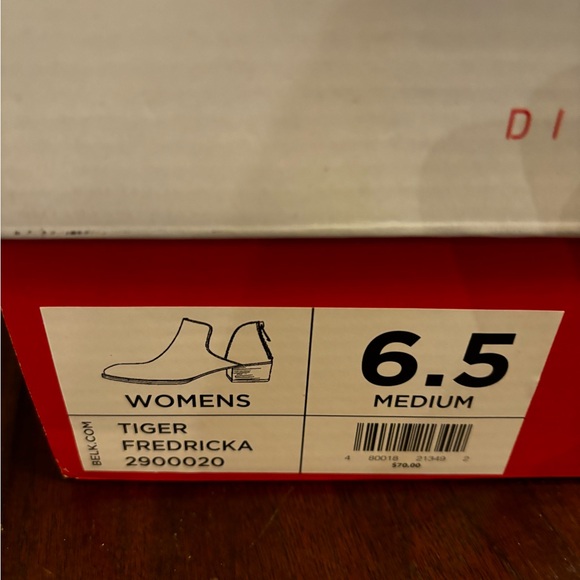 DI
WOMENS
6.5
MEDIUM
BELK.COM
TIGER
FREDRICKA
2900020
4 80018 21349 2
$70.00